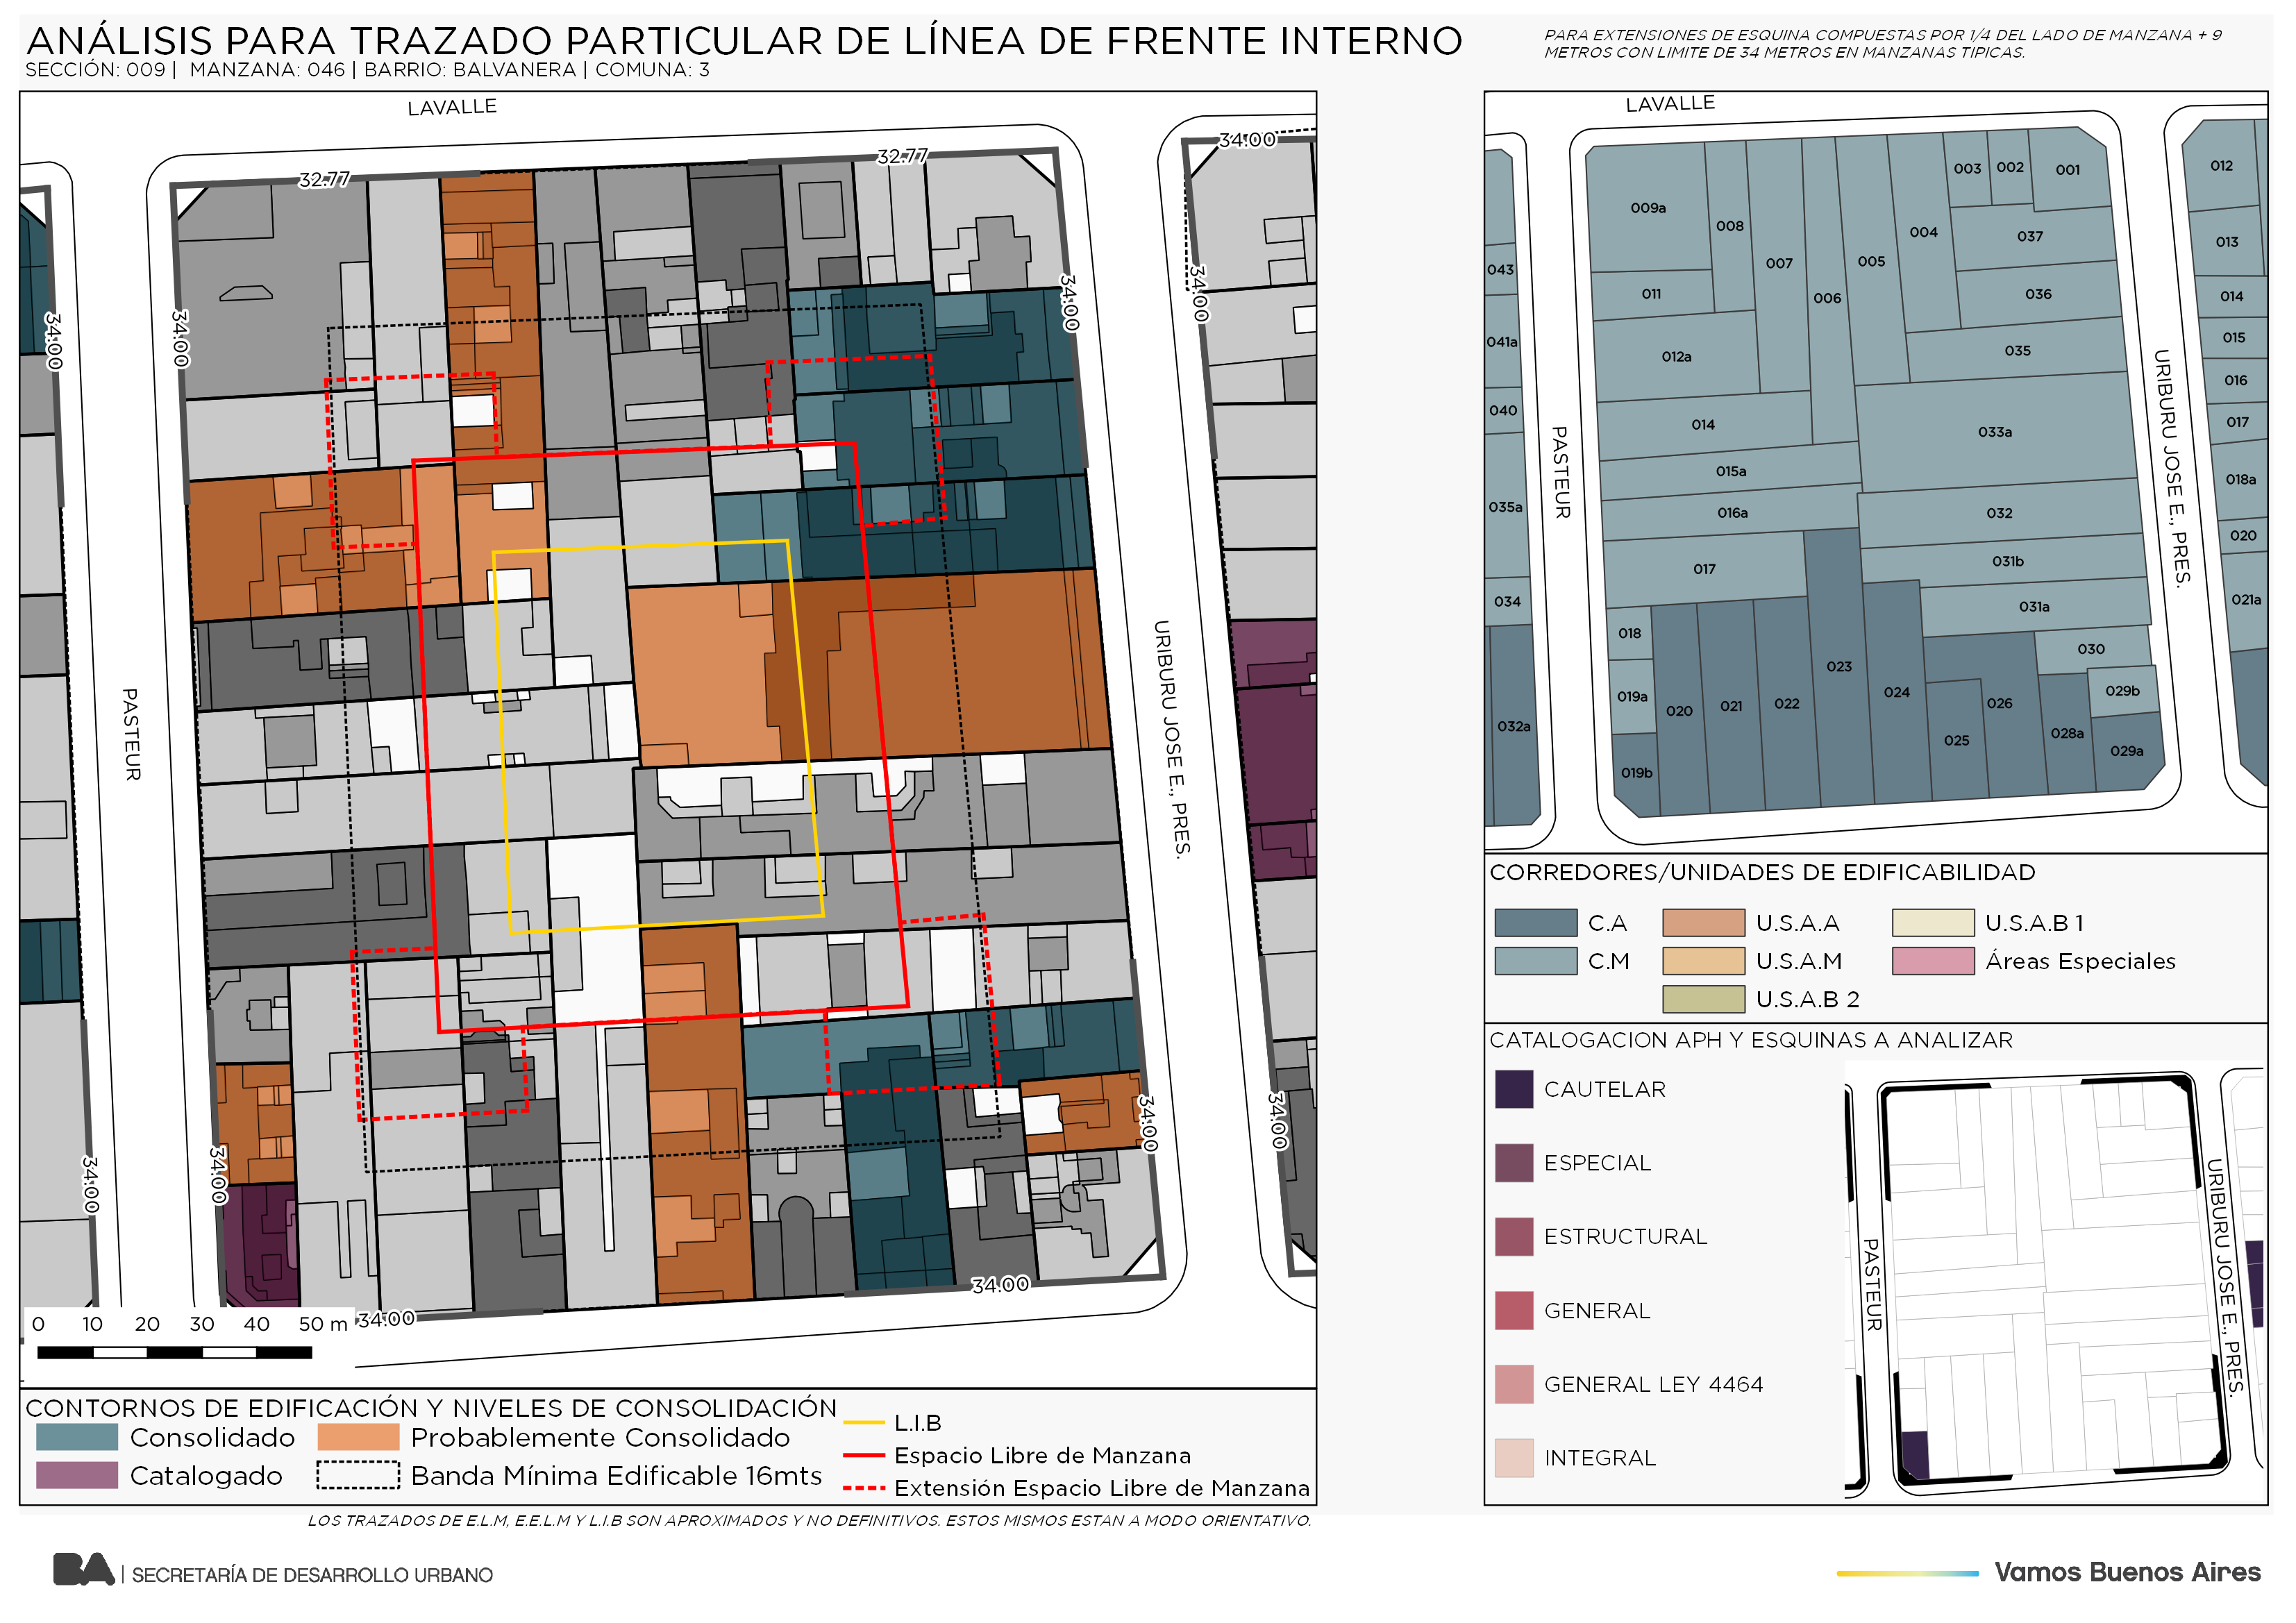 ANÁLISIS PARA TRAZADO PARTICULAR DE LÍNEA DE FRENTE INTERNO
SECCIÓN: 009 | MANZANA: 046 | BARRIO: BALVANERA | COMUNA: 3
PARA EXTENSIONES DE ESQUINA COMPUESTAS POR 1/4 DEL LADO DE MANZANA + 9
METROS CON LIMITE DE 34 METROS EN MANZANAS TIPICAS.
LAVALLE
32.77
32.77
34.00
34.00
34.00
34.00
34.00
PASTEUR
URIBURU JOSE E., PRES.
34.00
34.00
34.00
34.00
34.00
34.00
0 10 20 30 40 50 m
CONTORNOS DE EDIFICACIÓN Y NIVELES DE CONSOLIDACIÓN
Consolidado
Probablemente Consolidado
Catalogado
Banda Mínima Edificable 16mts
L.I.B
Espacio Libre de Manzana
Extensión Espacio Libre de Manzana
LOS TRAZADOS DE E.L.M, E.E.L.M Y L.I.B SON APROXIMADOS Y NO DEFINITIVOS. ESTOS MISMOS ESTAN A MODO ORIENTATIVO.
LAVALLE
PASTEUR
URIBURU JOSE E., PRES.
009a
008
007
006
005
004
003
002
001
037
036
035
033a
032
031b
031a
030
029b
029a
028a
026
025
024
023
022
021
020
019b
019a
018
017
016a
015a
014
012a
011
043
041a
040
035a
034
032a
012
013
014
015
016
017
018a
020
021a
CORREDORES/UNIDADES DE EDIFICABILIDAD
C.A
U.S.A.A
U.S.A.B 1
C.M
U.S.A.M
Áreas Especiales
U.S.A.B 2
CATALOGACION APH Y ESQUINAS A ANALIZAR
CAUTELAR
ESPECIAL
ESTRUCTURAL
GENERAL
GENERAL LEY 4464
INTEGRAL
PASTEUR
URIBURU JOSE E., PRES.
BA | SECRETARÍA DE DESARROLLO URBANO
Vamos Buenos Aires